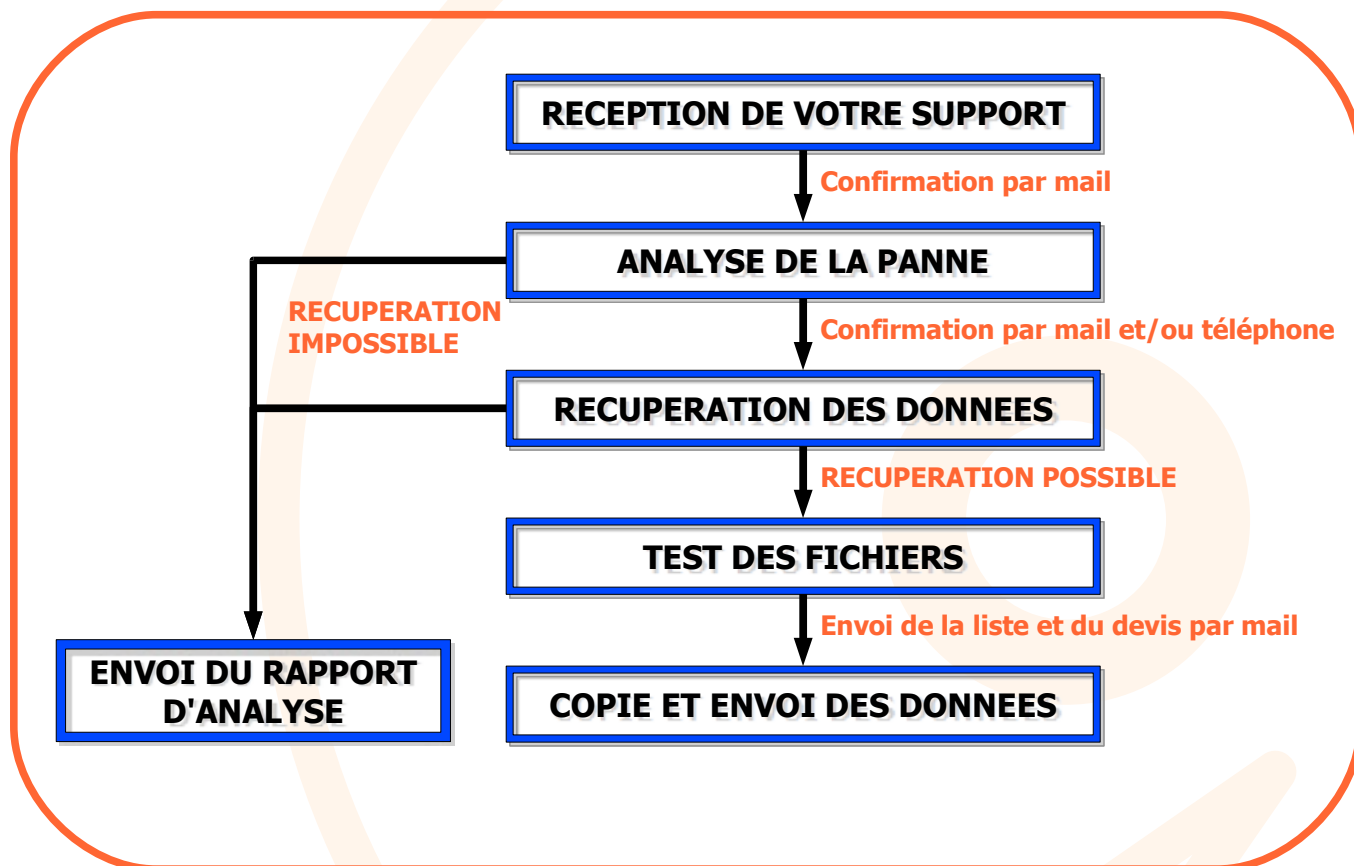 RECEPTION DE VOTRE SUPPORT
Confirmation par mail
ANALYSE DE LA PANNE
RECUPERATION
IMPOSSIBLE
Confirmation par mail et/ou téléphone
RECUPERATION DES DONNEES
RECUPERATION POSSIBLE
TEST DES FICHIERS
Envoi de la liste et du devis par mail
ENVOI DU RAPPORT
D'ANALYSE
COPIE ET ENVOI DES DONNEES